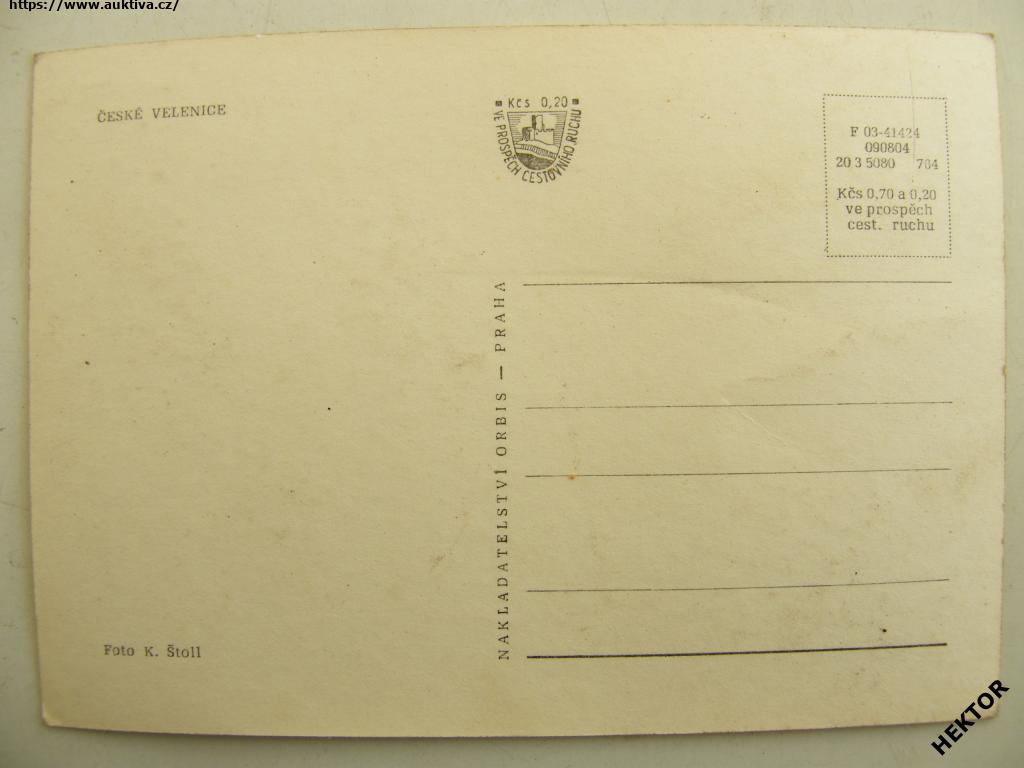 https://www.auktiva.cz/
ČESKÉ VELENICE
Kčs 0,20
VE PROSPĚCH CESTOVNÍHO RUCHU
F 03-41424
090804
20 3 5080 784
Kčs 0,70 a 0,20
ve prospěch
cest. ruchu
NAKLADATELSTVÍ ORBIS — PRAHA
Foto K. Štoll
HEKTOR